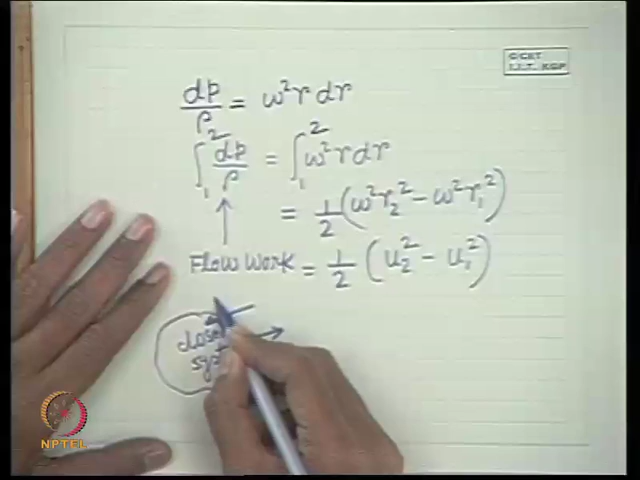 ©CET
I.I.T. KGP
dp/ρ = ω²r dr
∫₁² dp/ρ = ∫₁² ω²r dr
= 1/2 (ω²r₂² − ω²r₁²)
Flow Work = 1/2 (U₂² − U₁²)
NPTEL